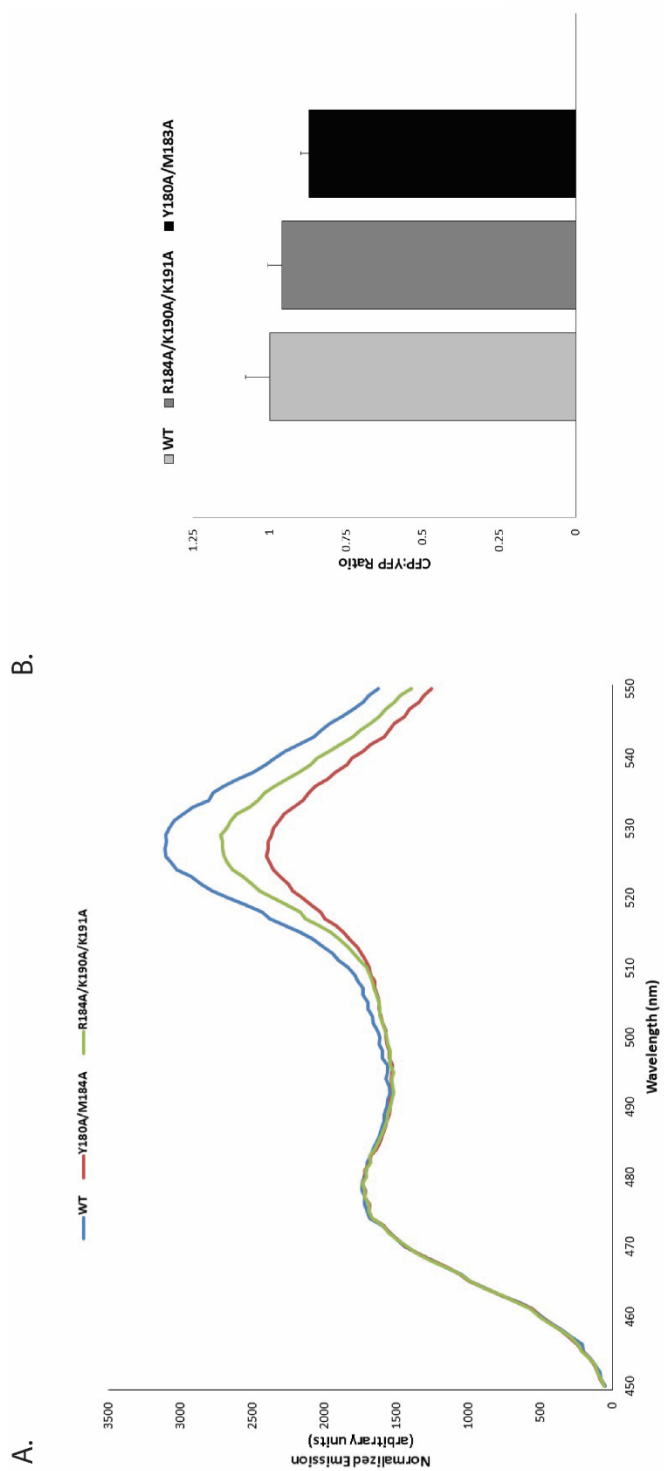 A.
WT Y180A/M184A R184A/K190A/K191A
Normalized Emission
(arbitrary units)
3500
3000
2500
2000
1500
1000
500
0
450 460 470 480 490 500 510 520 530 540 550
Wavelength (nm)
B.
WT R184A/K190A/K191A Y180A/M183A
CFP:YFP Ratio
1.25
1
0.75
0.5
0.25
0